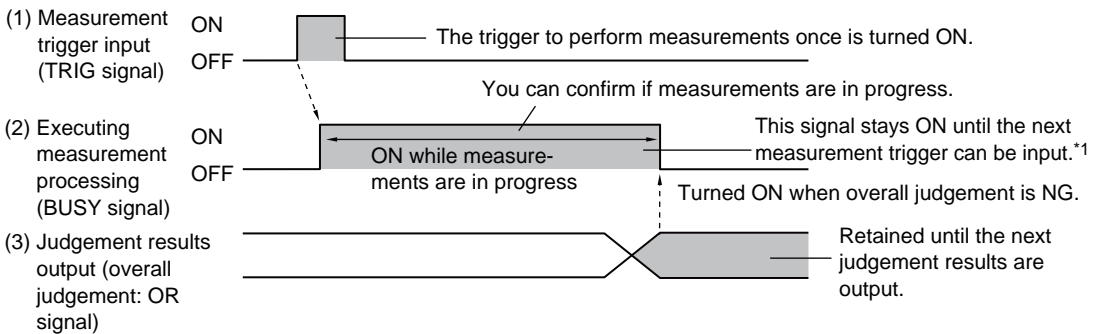 (1) Measurement
trigger input
(TRIG signal)
ON
OFF
The trigger to perform measurements once is turned ON.
You can confirm if measurements are in progress.
(2) Executing
measurement
processing
(BUSY signal)
ON
OFF
ON while measure-
ments are in progress
This signal stays ON until the next
measurement trigger can be input.*1
Turned ON when overall judgement is NG.
(3) Judgement results
output (overall
judgement: OR
signal)
Retained until the next
judgement results are
output.